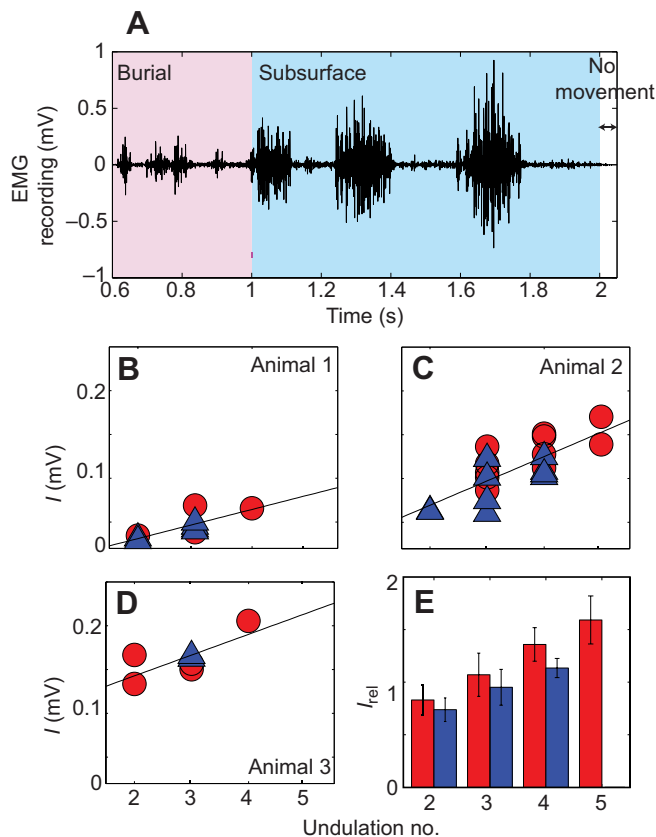 A
1
0.5
0
–0.5
–1
EMG
recording (mV)
Burial
Subsurface
No
movement
0.6
0.8
1
1.2
1.4
1.6
1.8
2
Time (s)
B
Animal 1
0.2
0.1
0
I (mV)
C
Animal 2
D
Animal 3
0.2
0.1
0
I (mV)
2
3
4
5
E
2
1
0
Irel
2
3
4
5
Undulation no.